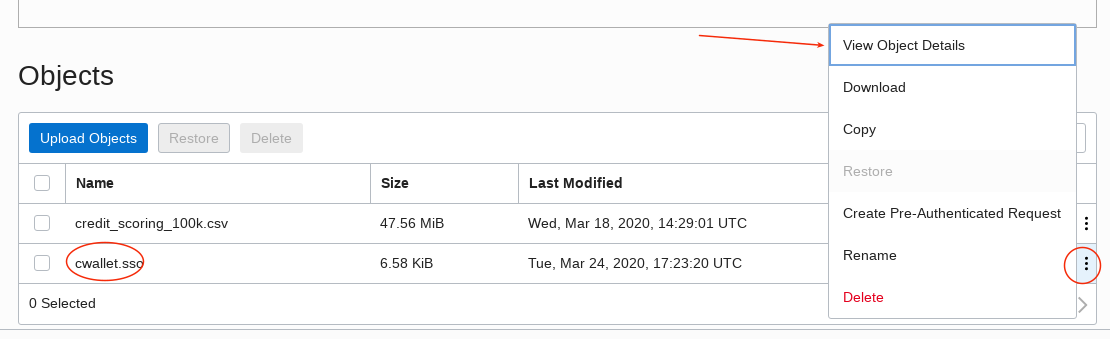 View Object Details
Objects
Download
Upload Objects
Restore
Delete
Copy
Restore
Name
Size
Last Modified
credit_scoring_100k.csv
47.56 MiB
Wed, Mar 18, 2020, 14:29:01 UTC
Create Pre-Authenticated Request
cwallet.sso
6.58 KiB
Tue, Mar 24, 2020, 17:23:20 UTC
Rename
0 Selected
Delete